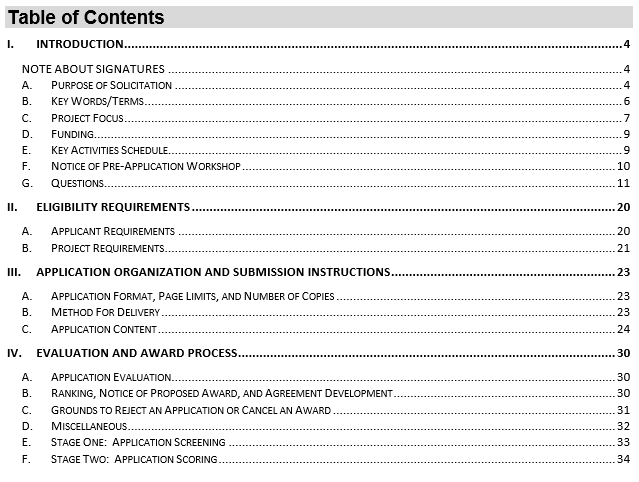 Table of Contents
I. INTRODUCTION 4
NOTE ABOUT SIGNATURES 4
A. PURPOSE OF SOLICITATION 4
B. KEY WORDS/TERMS 6
C. PROJECT FOCUS 7
D. FUNDING 9
E. KEY ACTIVITIES SCHEDULE 9
F. NOTICE OF PRE-APPLICATION WORKSHOP 10
G. QUESTIONS 11
II. ELIGIBILITY REQUIREMENTS 20
A. APPLICANT REQUIREMENTS 20
B. PROJECT REQUIREMENTS 21
III. APPLICATION ORGANIZATION AND SUBMISSION INSTRUCTIONS 23
A. APPLICATION FORMAT, PAGE LIMITS, AND NUMBER OF COPIES 23
B. METHOD FOR DELIVERY 23
C. APPLICATION CONTENT 24
IV. EVALUATION AND AWARD PROCESS 30
A. APPLICATION EVALUATION 30
B. RANKING, NOTICE OF PROPOSED AWARD, AND AGREEMENT DEVELOPMENT 30
C. GROUNDS TO REJECT AN APPLICATION OR CANCEL AN AWARD 31
D. MISCELLANEOUS 32
E. STAGE ONE: APPLICATION SCREENING 33
F. STAGE TWO: APPLICATION SCORING 34